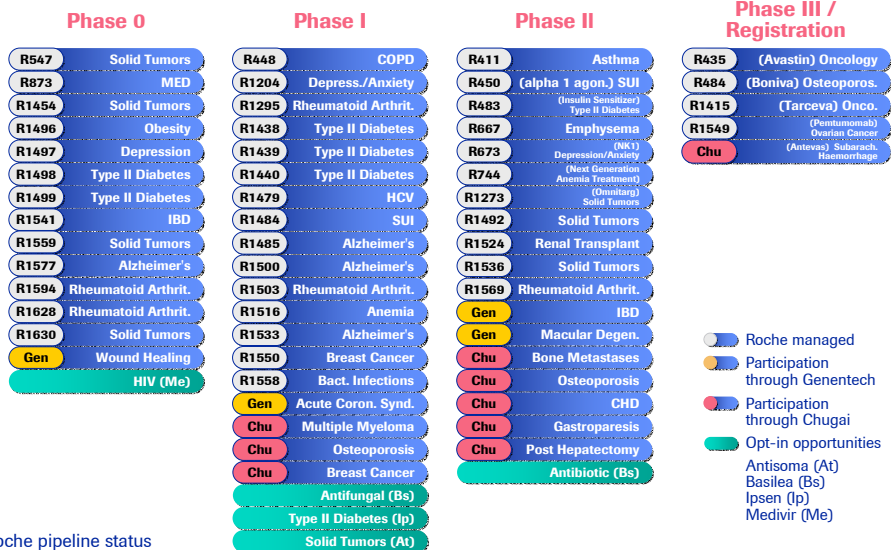 Phase 0
R547 Solid Tumors
R873 MED
R1454 Solid Tumors
R1496 Obesity
R1497 Depression
R1498 Type II Diabetes
R1499 Type II Diabetes
R1541 IBD
R1559 Solid Tumors
R1577 Alzheimer's
R1594 Rheumatoid Arthrit.
R1628 Rheumatoid Arthrit.
R1630 Solid Tumors
Gen Wound Healing
HIV (Me)
Phase I
R448 COPD
R1204 Depress./Anxiety
R1295 Rheumatoid Arthrit.
R1438 Type II Diabetes
R1439 Type II Diabetes
R1440 Type II Diabetes
R1479 HCV
R1484 SUI
R1485 Alzheimer's
R1500 Alzheimer's
R1503 Rheumatoid Arthrit.
R1516 Anemia
R1533 Alzheimer's
R1550 Breast Cancer
R1558 Bact. Infections
Gen Acute Coron. Synd.
Chu Multiple Myeloma
Chu Osteoporosis
Chu Breast Cancer
Antifungal (Bs)
Type II Diabetes (Ip)
Solid Tumors (At)
Phase II
R411 Asthma
R450 (alpha 1 agon.) SUI
R483 (Insulin Sensitizer)
Type II Diabetes
R667 Emphysema
R673 (NK1)
Depression/Anxiety
R744 (Next Generation
Anemia Treatment)
R1273 (Omnitarg)
Solid Tumors
R1492 Solid Tumors
R1524 Renal Transplant
R1536 Solid Tumors
R1569 Rheumatoid Arthrit.
Gen IBD
Gen Macular Degen.
Chu Bone Metastases
Chu Osteoporosis
Chu CHD
Chu Gastroparesis
Chu Post Hepatectomy
Antibiotic (Bs)
Phase III /
Registration
R435 (Avastin) Oncology
R484 (Boniva) Osteoporos.
R1415 (Tarceva) Onco.
R1549 (Pemtumomab)
Ovarian Cancer
Chu (Antevas) Subarach.
Haemorrhage
Roche managed
Participation
through Genentech
Participation
through Chugai
Opt-in opportunities
Antisoma (At)
Basilea (Bs)
Ipsen (Ip)
Medivir (Me)
oche pipeline status